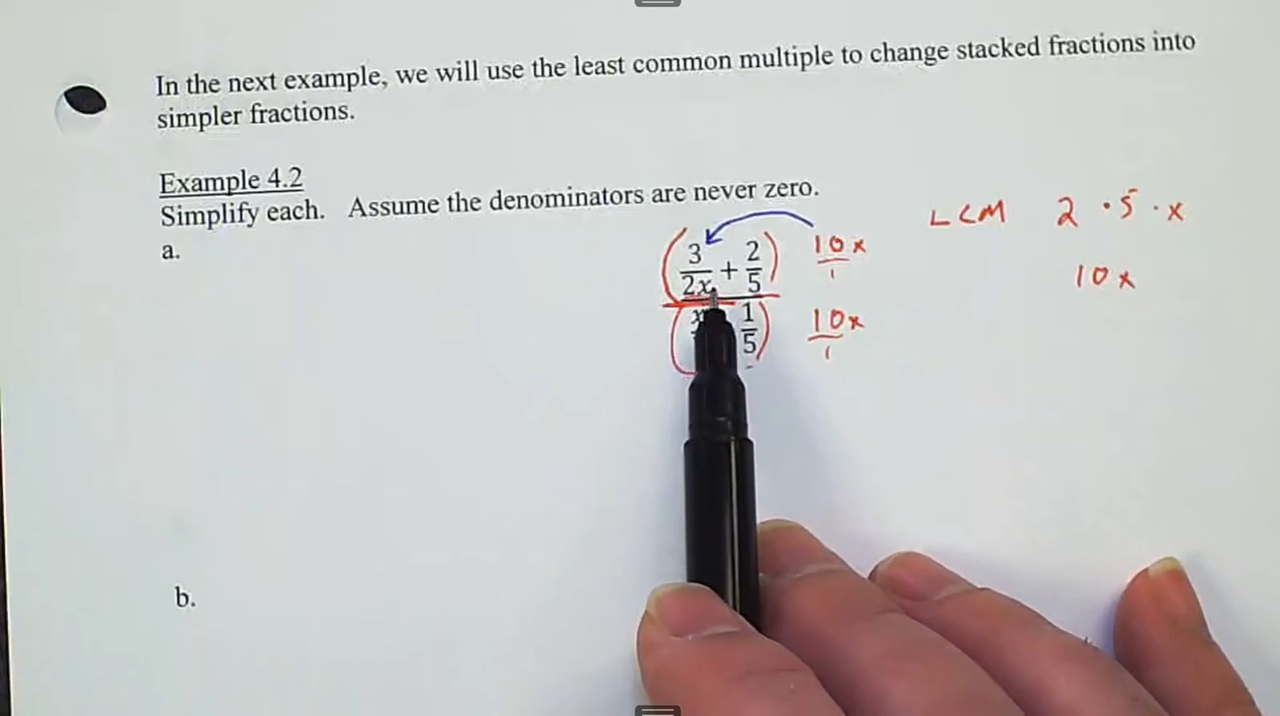 In the next example, we will use the least common multiple to change stacked fractions into
simpler fractions.
Example 4.2
Simplify each. Assume the denominators are never zero.
a.
(3/2x + 2/5) 10x/1
( 1/5) 10x/1
LCM 2 · 5 · x
10x
b.